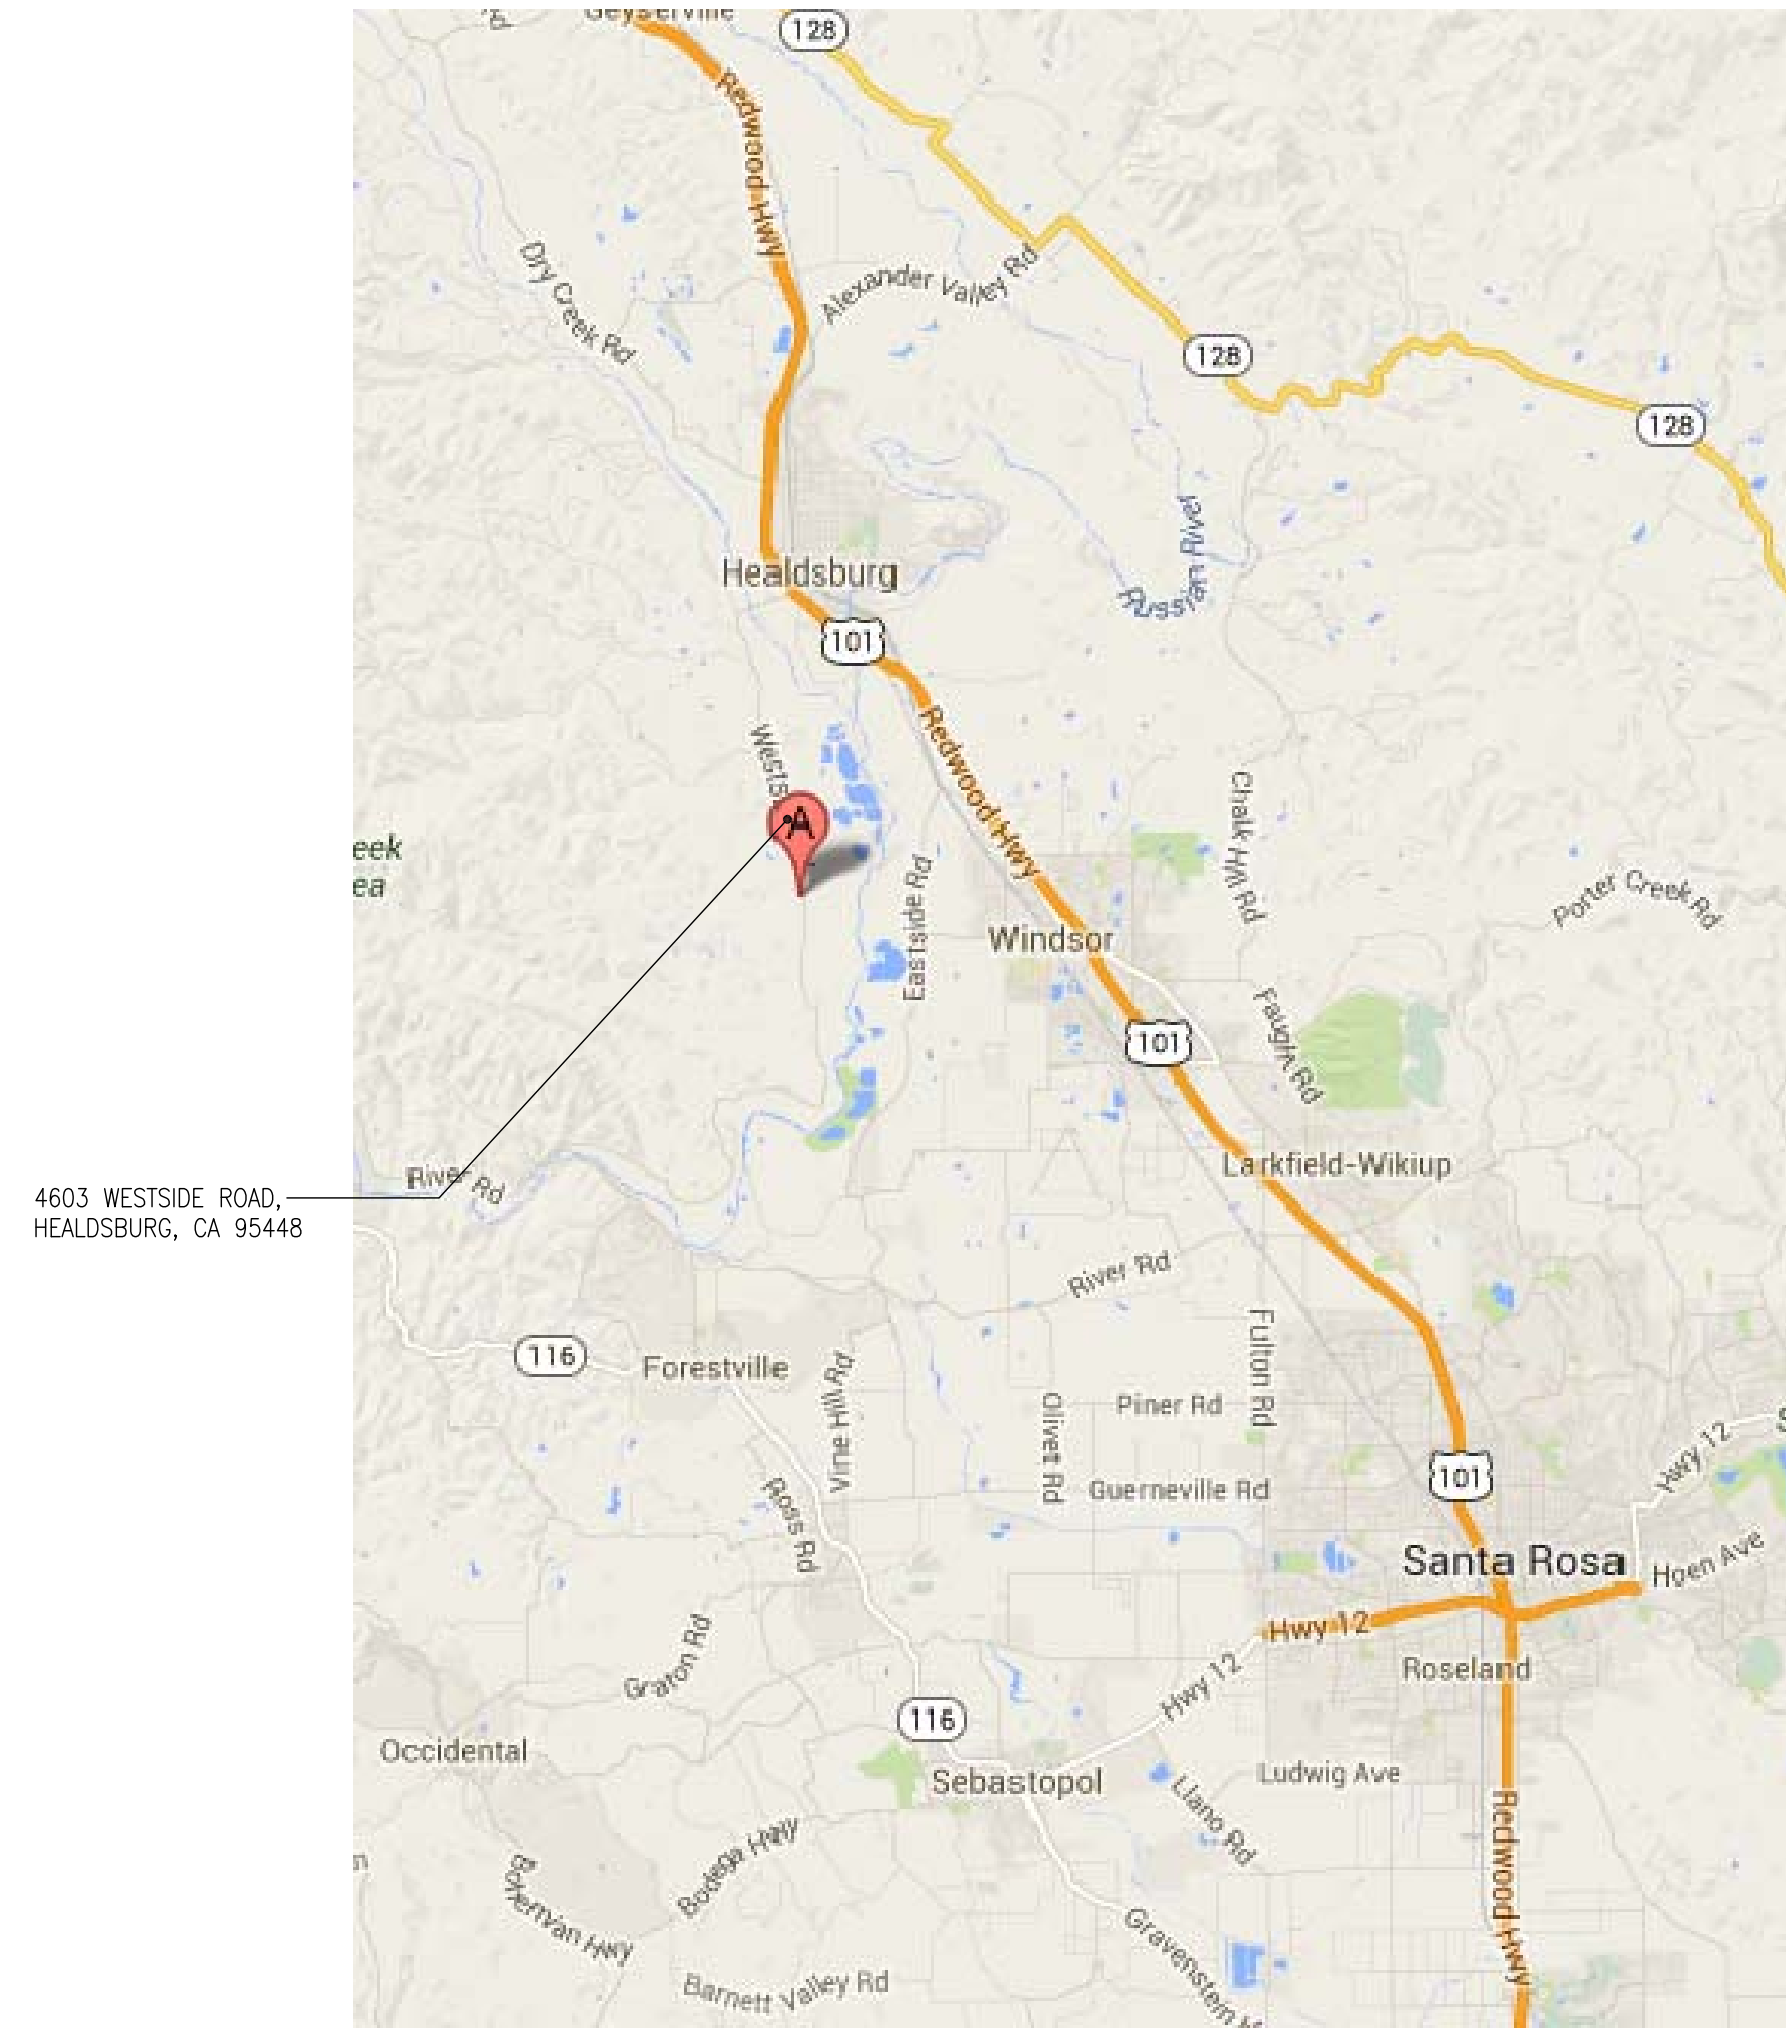 Geyserville
128
Redwood Hwy
Dry Creek Rd
Alexander Valley Rd
128
128
Russian River
Healdsburg
101
Redwood Hwy
A
Chalk Hill Rd
eek
ea
Eastside Rd
Porter Creek Rd
Windsor
Faught Rd
101
Larkfield-Wikiup
River Rd
4603 WESTSIDE ROAD,
HEALDSBURG, CA 95448
River Rd
116
Forestville
Vine Hill Rd
Fulton Rd
Olivet Rd
Piner Rd
Hwy 12
101
Guerneville Rd
Ross Rd
Santa Rosa
Hoen Ave
Hwy 12
Graton Rd
Roseland
Hwy 12
116
Occidental
Sebastopol
Ludwig Ave
Llano Rd
Bodega Hwy
Redwood Hwy
Bohemian Hwy
Gravenstein H
Barnett Valley Rd